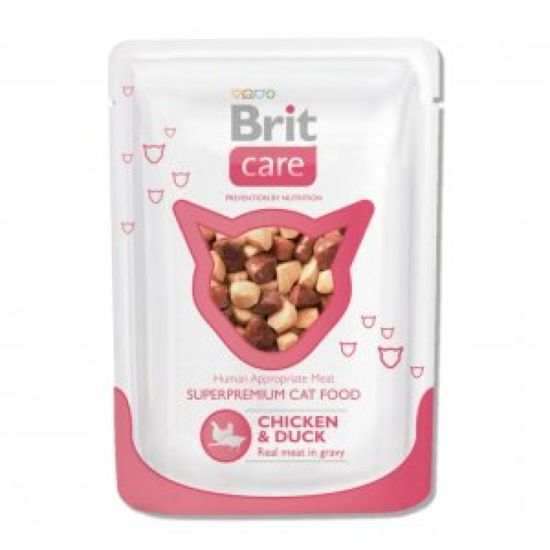 Brit
care
PREVENTION BY NUTRITION
Human Appropriate Meat
SUPERPREMIUM CAT FOOD
CHICKEN
& DUCK
Real meat in gravy